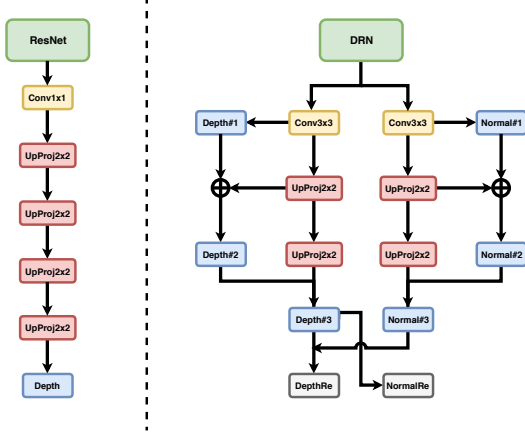 ResNet
Conv1x1
UpProj2x2
UpProj2x2
UpProj2x2
UpProj2x2
Depth
DRN
Depth#1
Conv3x3
Conv3x3
Normal#1
UpProj2x2
UpProj2x2
Depth#2
UpProj2x2
UpProj2x2
Normal#2
Depth#3
Normal#3
DepthRe
NormalRe